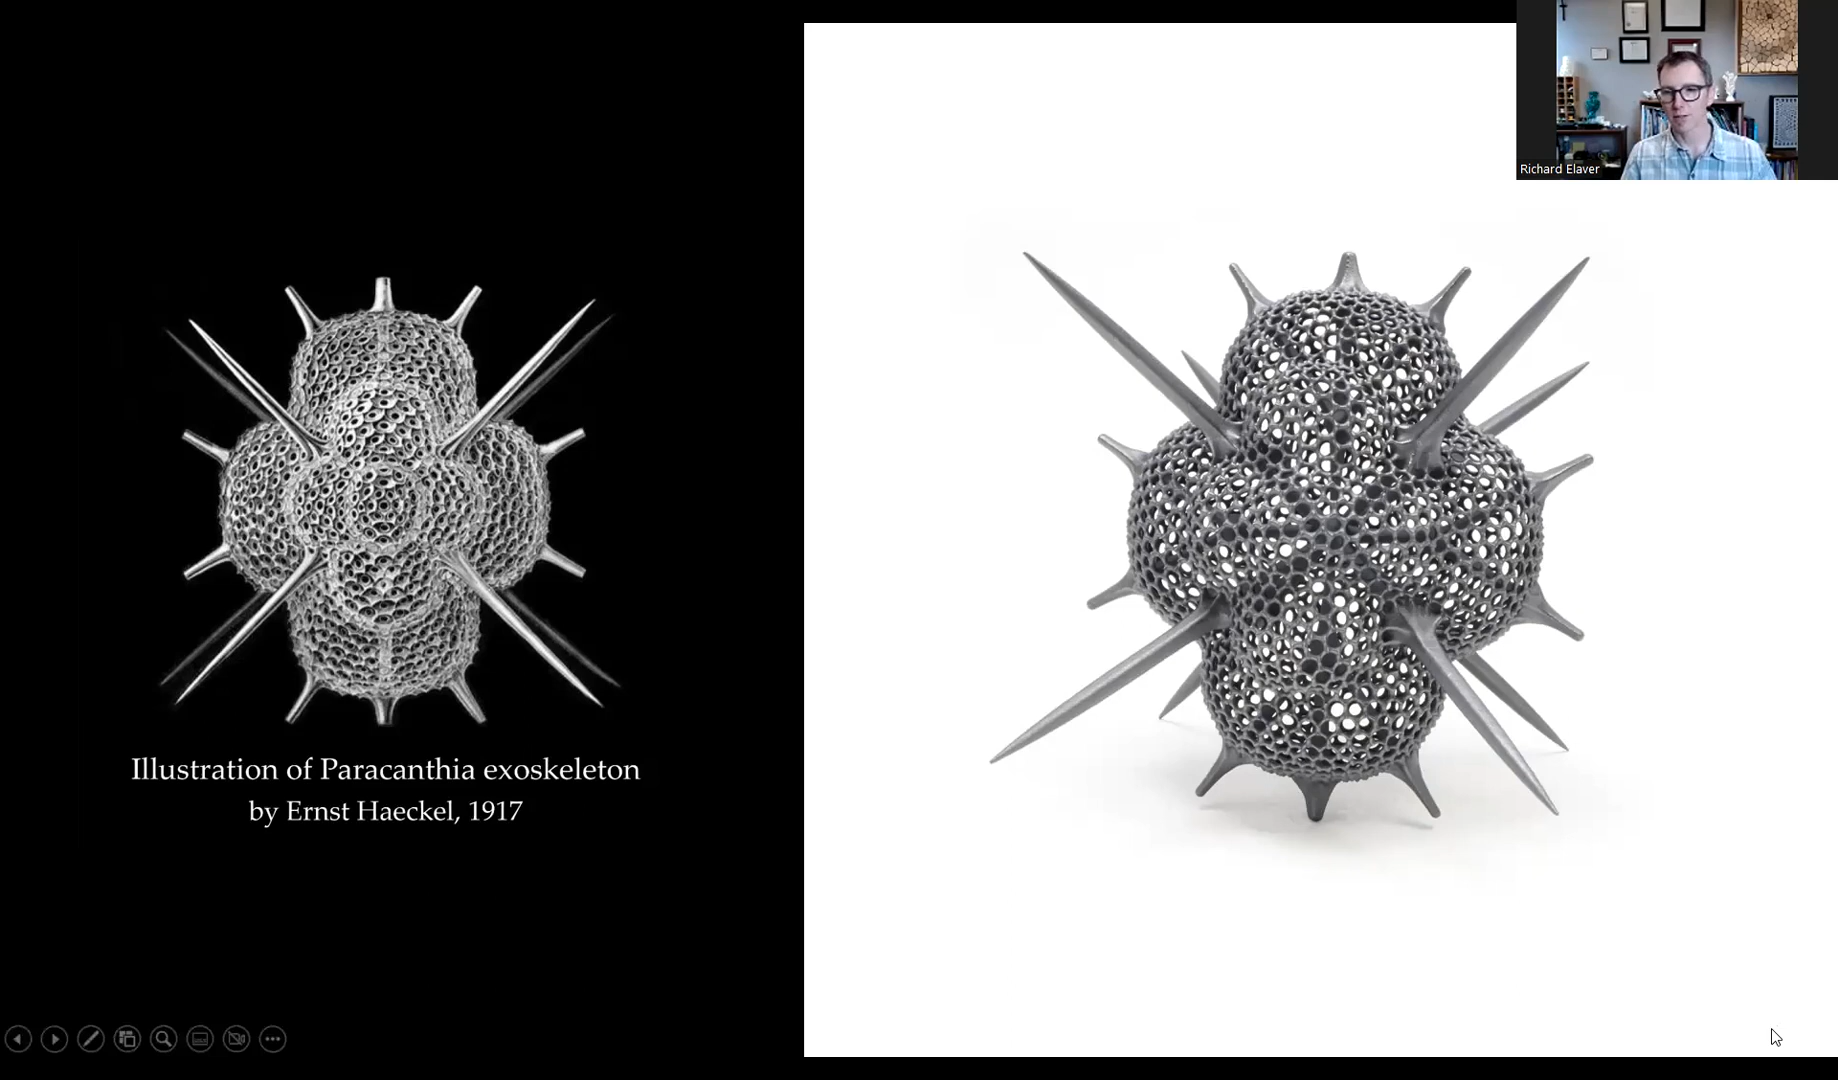 Richard Elaver
Illustration of Paracanthia exoskeleton
by Ernst Haeckel, 1917